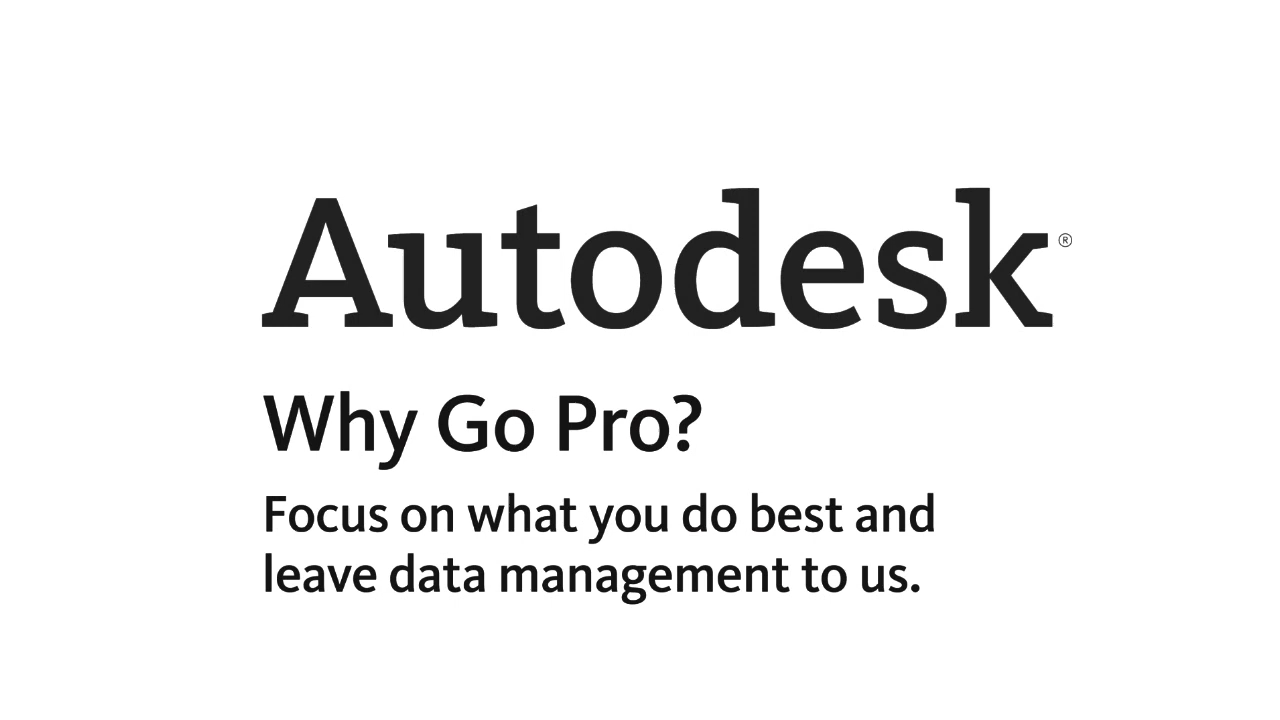 Autodesk®
Why Go Pro?
Focus on what you do best and
leave data management to us.